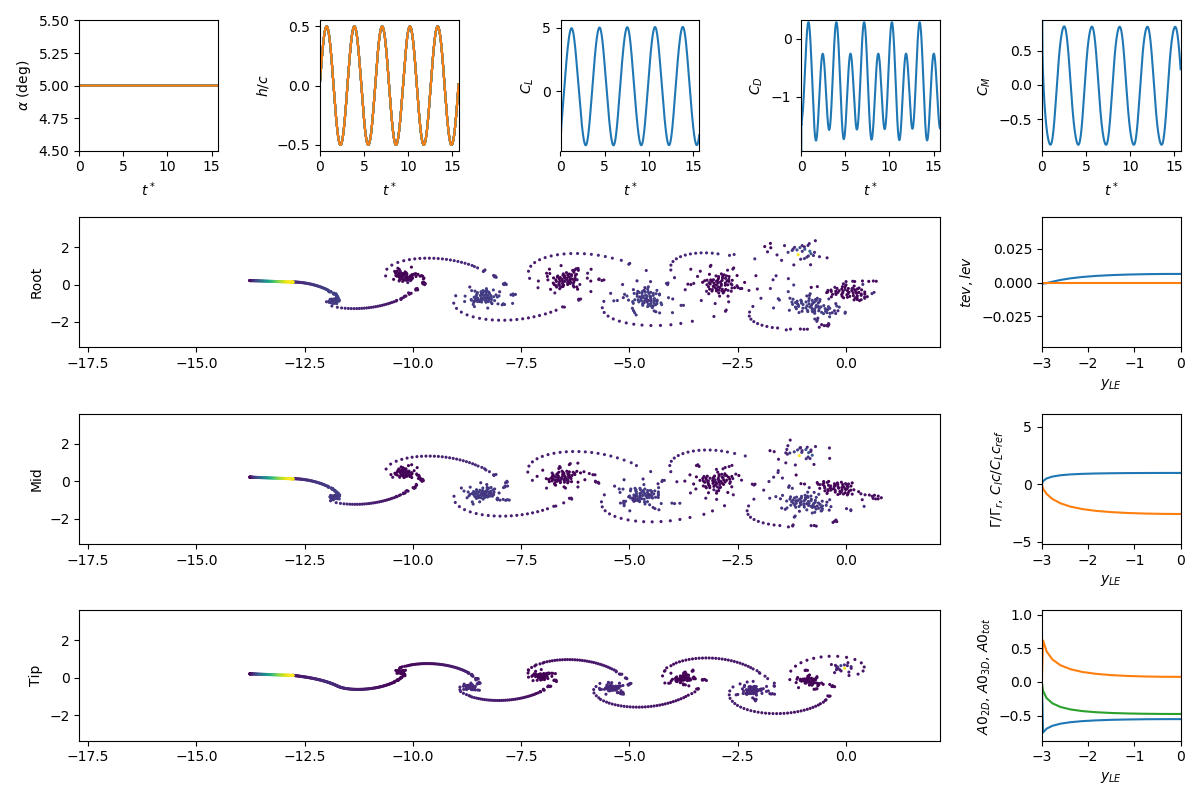 α (deg)
5.50
5.25
5.00
4.75
4.50
0 5 10 15
t*
h/c
0.5
0.0
−0.5
0 5 10 15
t*
C_L
5
0
0 5 10 15
t*
C_D
0
−1
0 5 10 15
t*
C_M
0.5
0.0
−0.5
0 5 10 15
t*
Root
2
0
−2
−17.5 −15.0 −12.5 −10.0 −7.5 −5.0 −2.5 0.0
tev, lev
0.025
0.000
−0.025
−3 −2 −1 0
y_LE
Mid
2
0
−2
−17.5 −15.0 −12.5 −10.0 −7.5 −5.0 −2.5 0.0
Γ/Γ_r, C_lc/C_Lc_ref
5
0
−5
−3 −2 −1 0
y_LE
Tip
2
0
−2
−17.5 −15.0 −12.5 −10.0 −7.5 −5.0 −2.5 0.0
A0_2D, A0_3D, A0_tot
1.0
0.5
0.0
−0.5
−3 −2 −1 0
y_LE